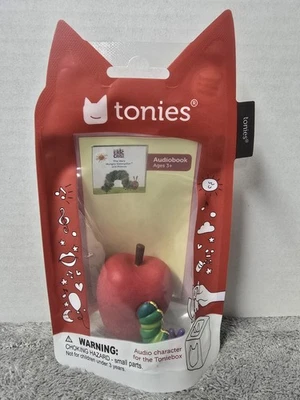 tonies®
tonies®
Audiobook
Ages 3+
WARNING:
CHOKING HAZARD - small parts.
Not for children under 3 years.
Audio character
for the Toniebox